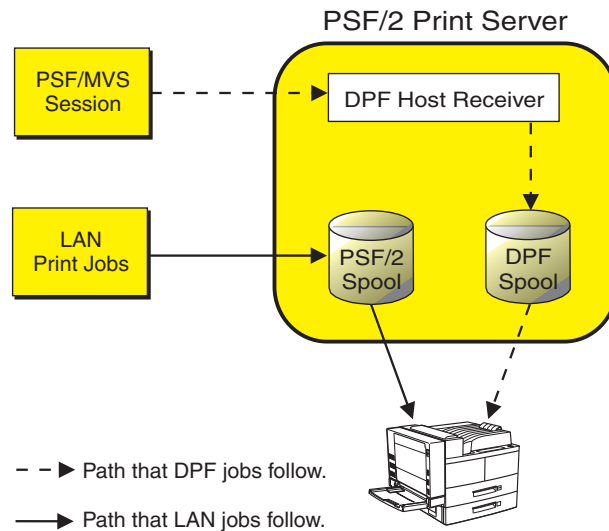 PSF/2 Print Server
PSF/MVS
Session
DPF Host Receiver
LAN
Print Jobs
PSF/2
Spool
DPF
Spool
Path that DPF jobs follow.
Path that LAN jobs follow.